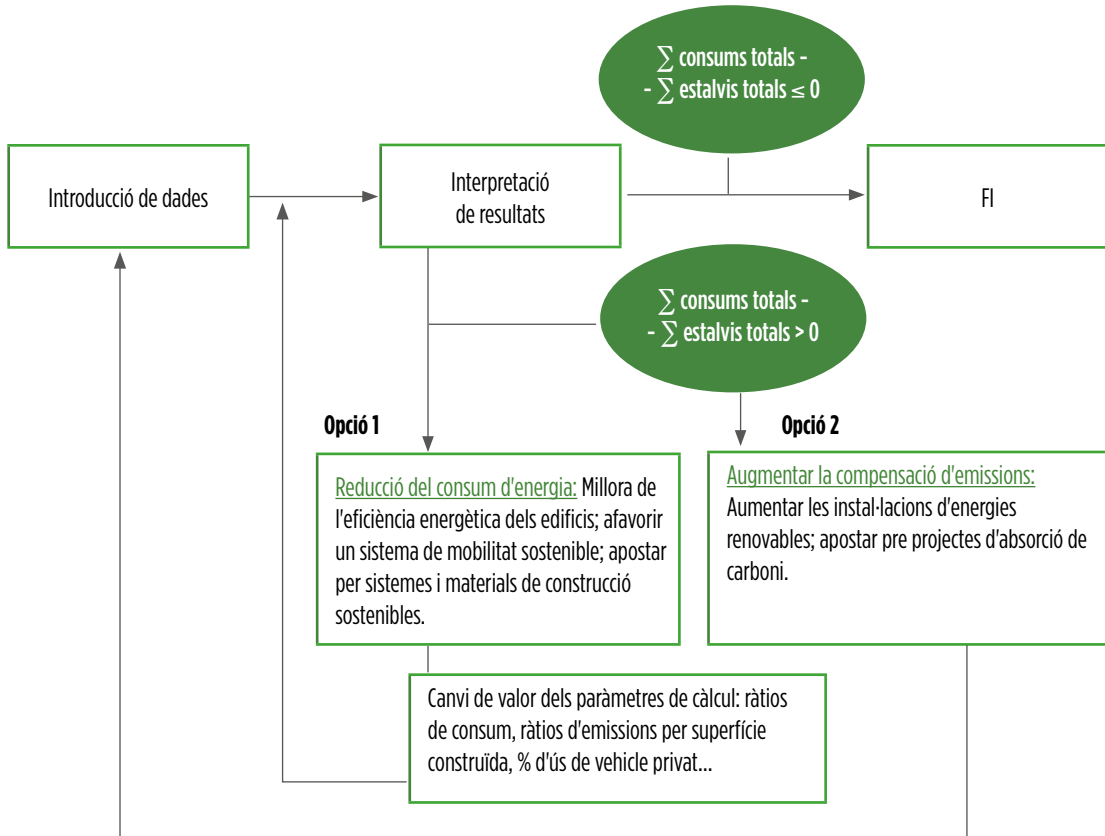 ∑ consums totals -
- ∑ estalvis totals ≤ 0
Introducció de dades
Interpretació
de resultats
FI
∑ consums totals -
- ∑ estalvis totals > 0
Opció 1
Opció 2
Reducció del consum d'energia: Millora de
l'eficiència energètica dels edificis; afavorir
un sistema de mobilitat sostenible; apostar
per sistemes i materials de construcció
sostenibles.
Augmentar la compensació d'emissions:
Aumentar les instal·lacions d'energies
renovables; apostar pre projectes d'absorció de
carboni.
Canvi de valor dels paràmetres de càlcul: ràtios
de consum, ràtios d'emissions per superfície
construïda, % d'ús de vehicle privat...